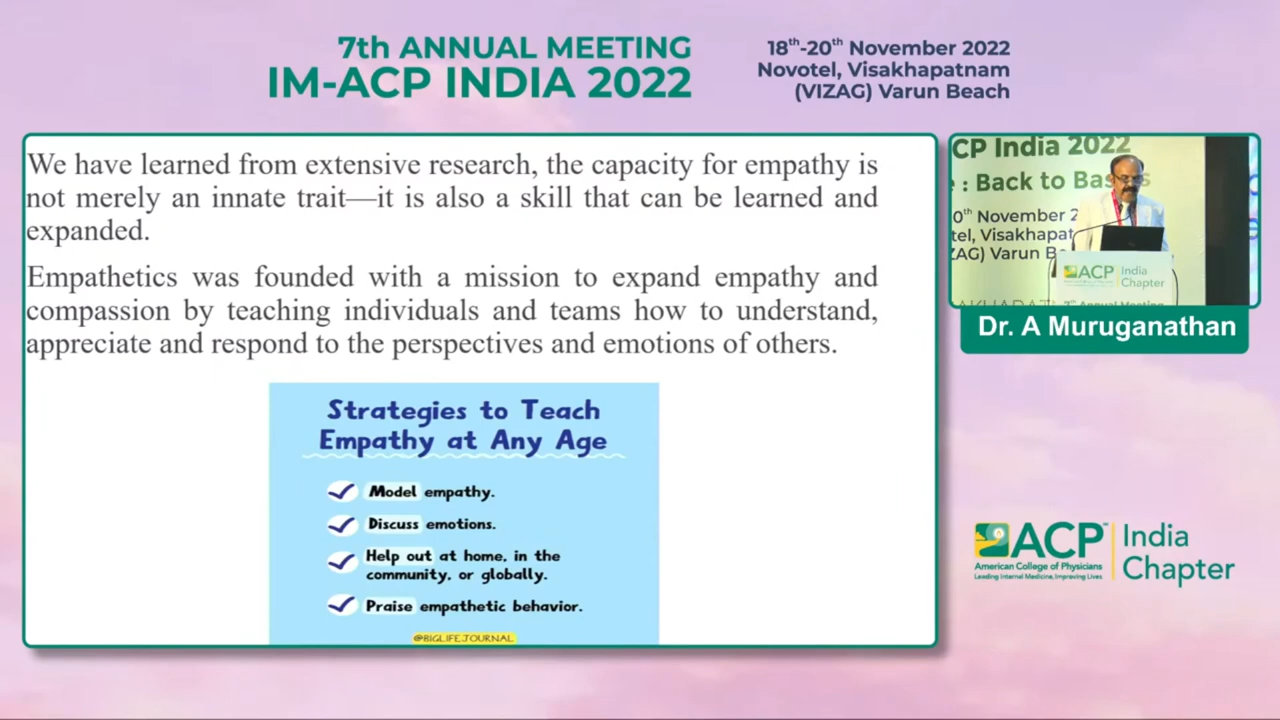 7th ANNUAL MEETING
IM-ACP INDIA 2022
18th-20th November 2022
Novotel, Visakhapatnam
(VIZAG) Varun Beach
We have learned from extensive research, the capacity for empathy is
not merely an innate trait—it is also a skill that can be learned and
expanded.
Empathetics was founded with a mission to expand empathy and
compassion by teaching individuals and teams how to understand,
appreciate and respond to the perspectives and emotions of others.
Strategies to Teach
Empathy at Any Age
Model empathy.
Discuss emotions.
Help out at home, in the
community, or globally.
Praise empathetic behavior.
@BIGLIFEJOURNAL
CP India 2022
: Back to Bas
0th November 2
tel, Visakhapat
ZAG) Varun B
ACP India
Chapter
7th Annual Meeting
Dr. A Muruganathan
ACP
American College of Physicians
Leading Internal Medicine, Improving Lives
India
Chapter